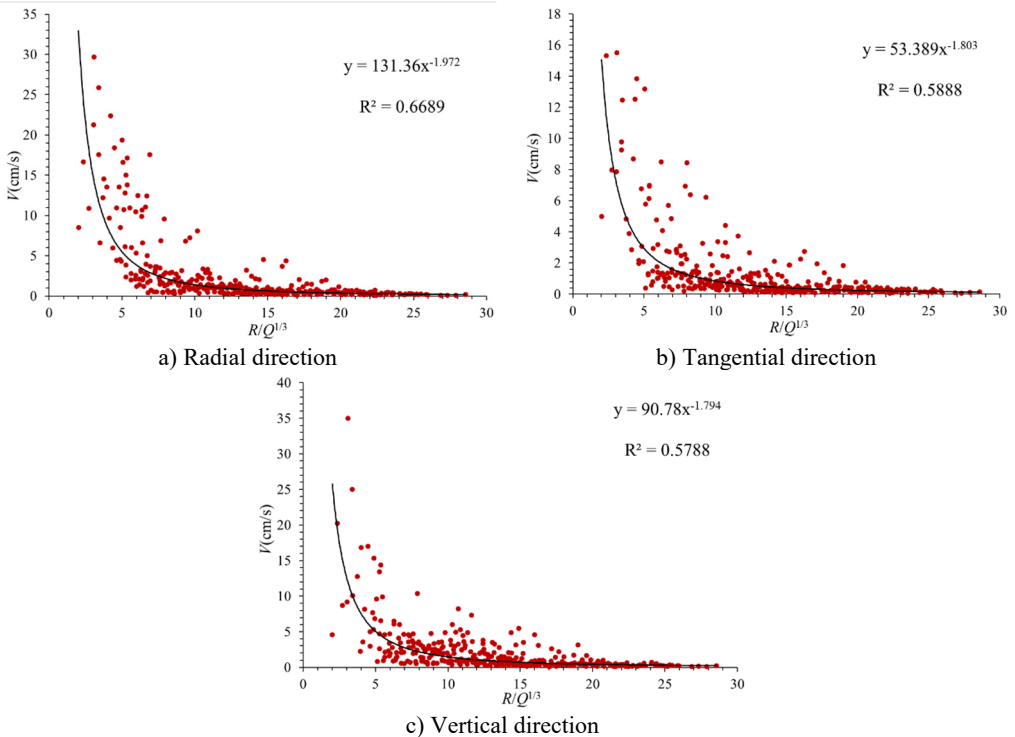 35
30
25
20
15
10
5
0
V(cm/s)
y = 131.36x^-1.972
R² = 0.6689
0 5 10 15 20 25 30
R/Q^1/3
a) Radial direction
18
16
14
12
10
8
6
4
2
0
V(cm/s)
y = 53.389x^-1.803
R² = 0.5888
0 5 10 15 20 25 30
R/Q^1/3
b) Tangential direction
40
35
30
25
20
15
10
5
0
V(cm/s)
y = 90.78x^-1.794
R² = 0.5788
0 5 10 15 20 25 30
R/Q^1/3
c) Vertical direction